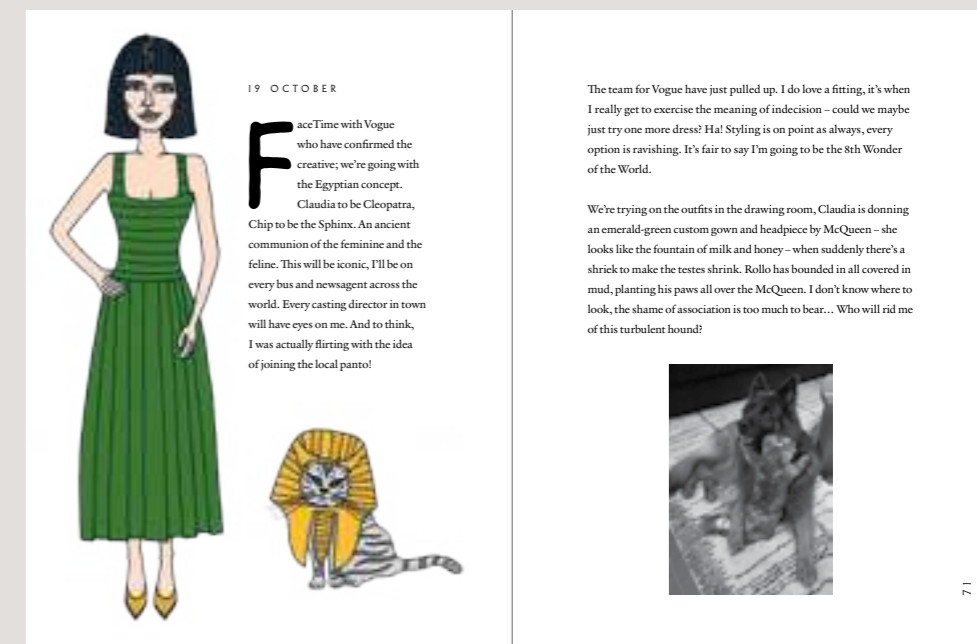 19 OCTOBER
FaceTime with Vogue
who have confirmed the
creative; we're going with
the Egyptian concept.
Claudia to be Cleopatra,
Chip to be the Sphinx. An ancient
communion of the feminine and the
feline. This will be iconic, I'll be on
every bus and newsagent across the
world. Every casting director in town
will have eyes on me. And to think,
I was actually flirting with the idea
of joining the local panto!
The team for Vogue have just pulled up. I do love a fitting, it's when
I really get to exercise the meaning of indecision – could we maybe
just try one more dress? Ha! Styling is on point as always, every
option is ravishing. It's fair to say I'm going to be the 8th Wonder
of the World.
We're trying on the outfits in the drawing room, Claudia is donning
an emerald-green custom gown and headpiece by McQueen – she
looks like the fountain of milk and honey – when suddenly there's a
shriek to make the testes shrink. Rollo has bounded in all covered in
mud, planting his paws all over the McQueen. I don't know where to
look, the shame of association is too much to bear… Who will rid me
of this turbulent hound?
71